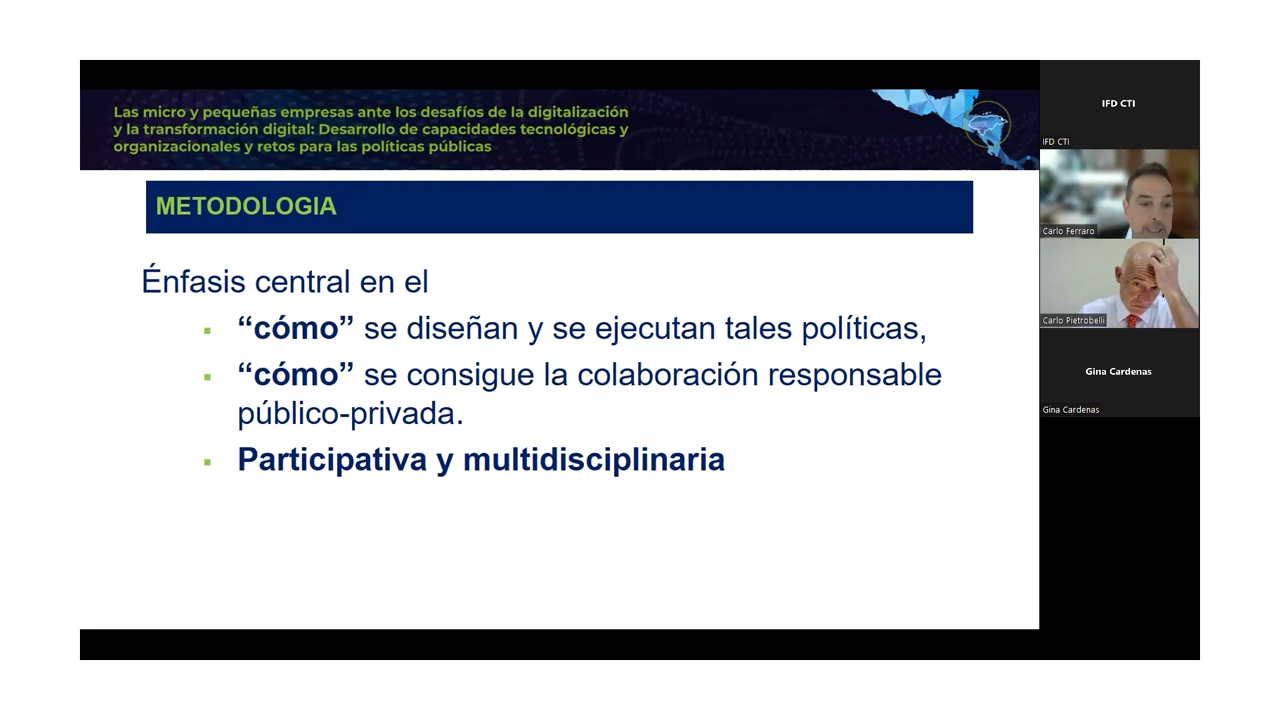 Las micro y pequeñas empresas ante los desafíos de la digitalización
y la transformación digital: Desarrollo de capacidades tecnológicas y
organizacionales y retos para las políticas públicas
METODOLOGIA
Énfasis central en el
“cómo” se diseñan y se ejecutan tales políticas,
“cómo” se consigue la colaboración responsable
público-privada.
Participativa y multidisciplinaria
IFD CTI
IFD CTI
Carlo Ferraro
Carlo Pietrobelli
Gina Cardenas
Gina Cardenas